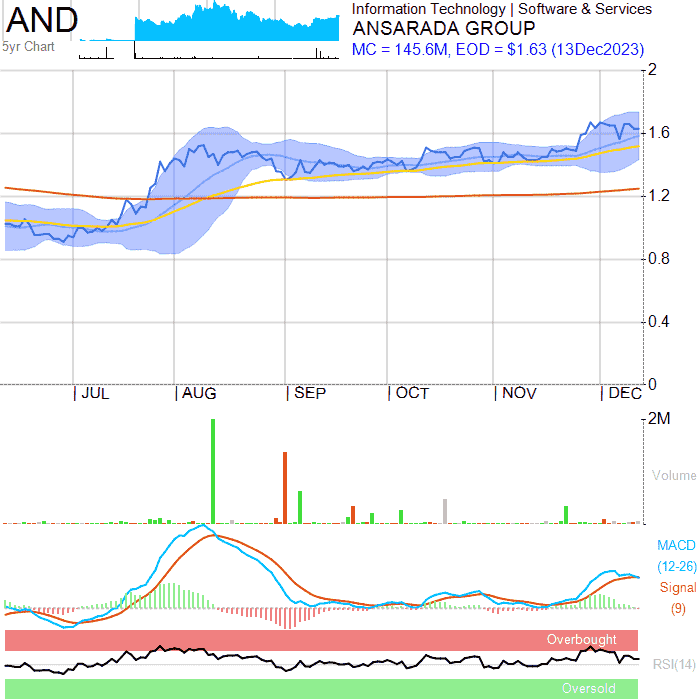 AND
5yr Chart
Information Technology | Software & Services
ANSARADA GROUP
MC = 145.6M, EOD = $1.63 (13Dec2023)
2
1.6
1.2
0.8
0.4
0
| JUL | AUG | SEP | OCT | NOV | DEC
2M
Volume
MACD
(12-26)
Signal
(9)
Overbought
RSI(14)
Oversold